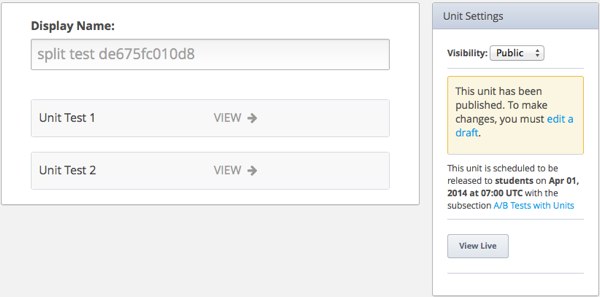 Display Name:
split test de675fc010d8
Unit Test 1 VIEW →
Unit Test 2 VIEW →
Unit Settings
Visibility: Public
This unit has been
published. To make
changes, you must edit a
draft.
This unit is scheduled to be
released to students on Apr 01,
2014 at 07:00 UTC with the
subsection A/B Tests with Units
View Live